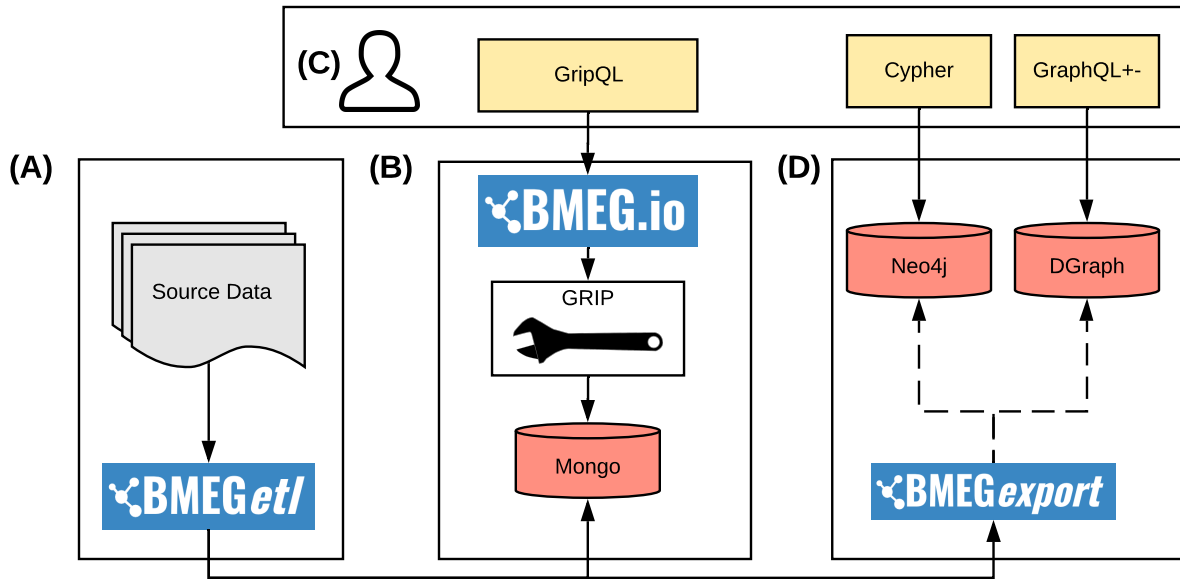 (C)
GripQL
Cypher
GraphQL+-
(A)
Source Data
BMEGetl
(B)
BMEG.io
GRIP
Mongo
(D)
Neo4j
DGraph
BMEGexport